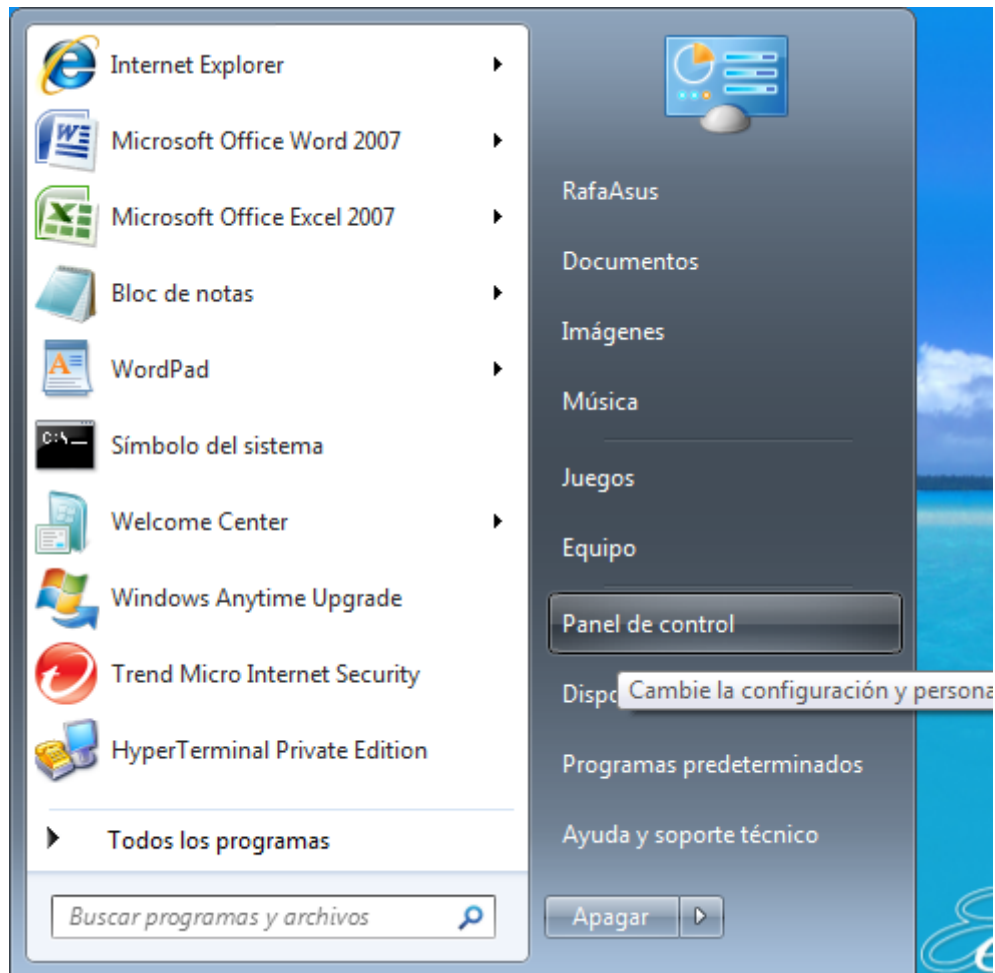 Internet Explorer
Microsoft Office Word 2007
Microsoft Office Excel 2007
Bloc de notas
WordPad
C:\
Símbolo del sistema
Welcome Center
Windows Anytime Upgrade
Trend Micro Internet Security
HyperTerminal Private Edition
Todos los programas
Buscar programas y archivos
RafaAsus
Documentos
Imágenes
Música
Juegos
Equipo
Panel de control
Dispo
Cambie la configuración y persona
Programas predeterminados
Ayuda y soporte técnico
Apagar